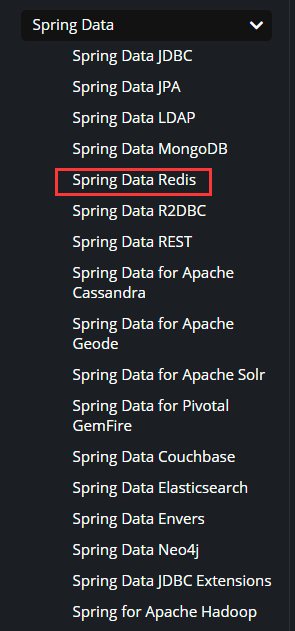 Spring Data
Spring Data JDBC
Spring Data JPA
Spring Data LDAP
Spring Data MongoDB
Spring Data Redis
Spring Data R2DBC
Spring Data REST
Spring Data for Apache
Cassandra
Spring Data for Apache
Geode
Spring Data for Apache Solr
Spring Data for Pivotal
GemFire
Spring Data Couchbase
Spring Data Elasticsearch
Spring Data Envers
Spring Data Neo4j
Spring Data JDBC Extensions
Spring for Apache Hadoop